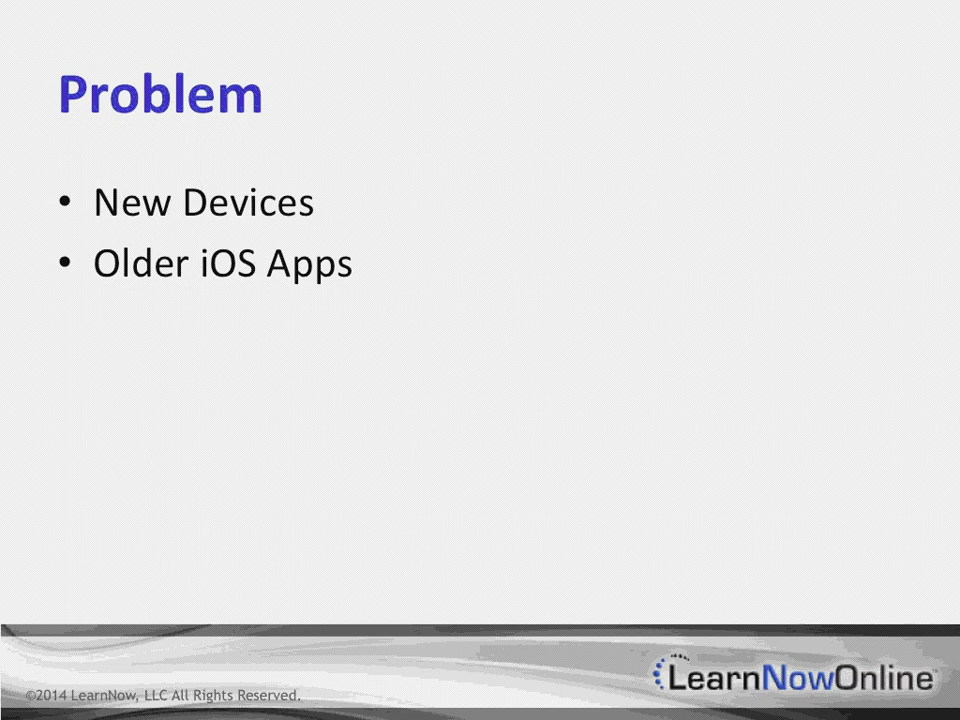 Problem
• New Devices
• Older iOS Apps
©2014 LearnNow, LLC All Rights Reserved.
LearnNowOnline